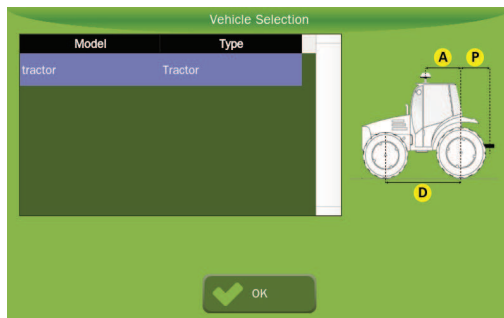 Vehicle Selection
Model Type
tractor Tractor
A P
D
OK